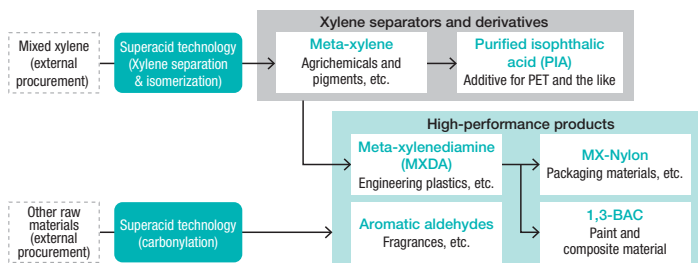 Xylene separators and derivatives
Mixed xylene
(external
procurement)
Superacid technology
(Xylene separation
& isomerization)
Meta-xylene
Agrichemicals and
pigments, etc.
Purified isophthalic
acid (PIA)
Additive for PET and the like
High-performance products
Meta-xylenediamine
(MXDA)
Engineering plastics, etc.
MX-Nylon
Packaging materials, etc.
Other raw
materials
(external
procurement)
Superacid technology
(carbonylation)
Aromatic aldehydes
Fragrances, etc.
1,3-BAC
Paint and
composite material